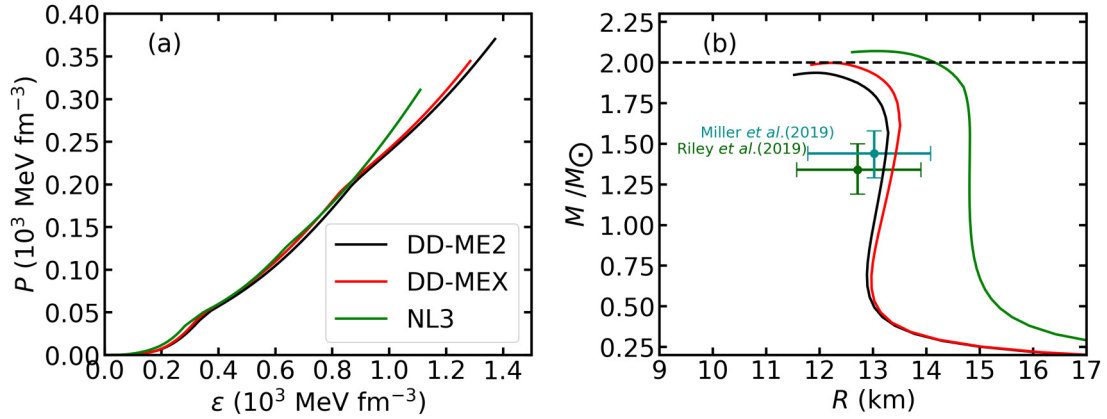 (a)
0.40
0.35
0.30
0.25
0.20
0.15
0.10
0.05
0.00
P (10³ MeV fm⁻³)
DD-ME2
DD-MEX
NL3
0.0 0.2 0.4 0.6 0.8 1.0 1.2 1.4
ε (10³ MeV fm⁻³)
(b)
2.25
2.00
1.75
1.50
1.25
1.00
0.75
0.50
0.25
M /M⊙
Miller et al.(2019)
Riley et al.(2019)
9 10 11 12 13 14 15 16 17
R (km)